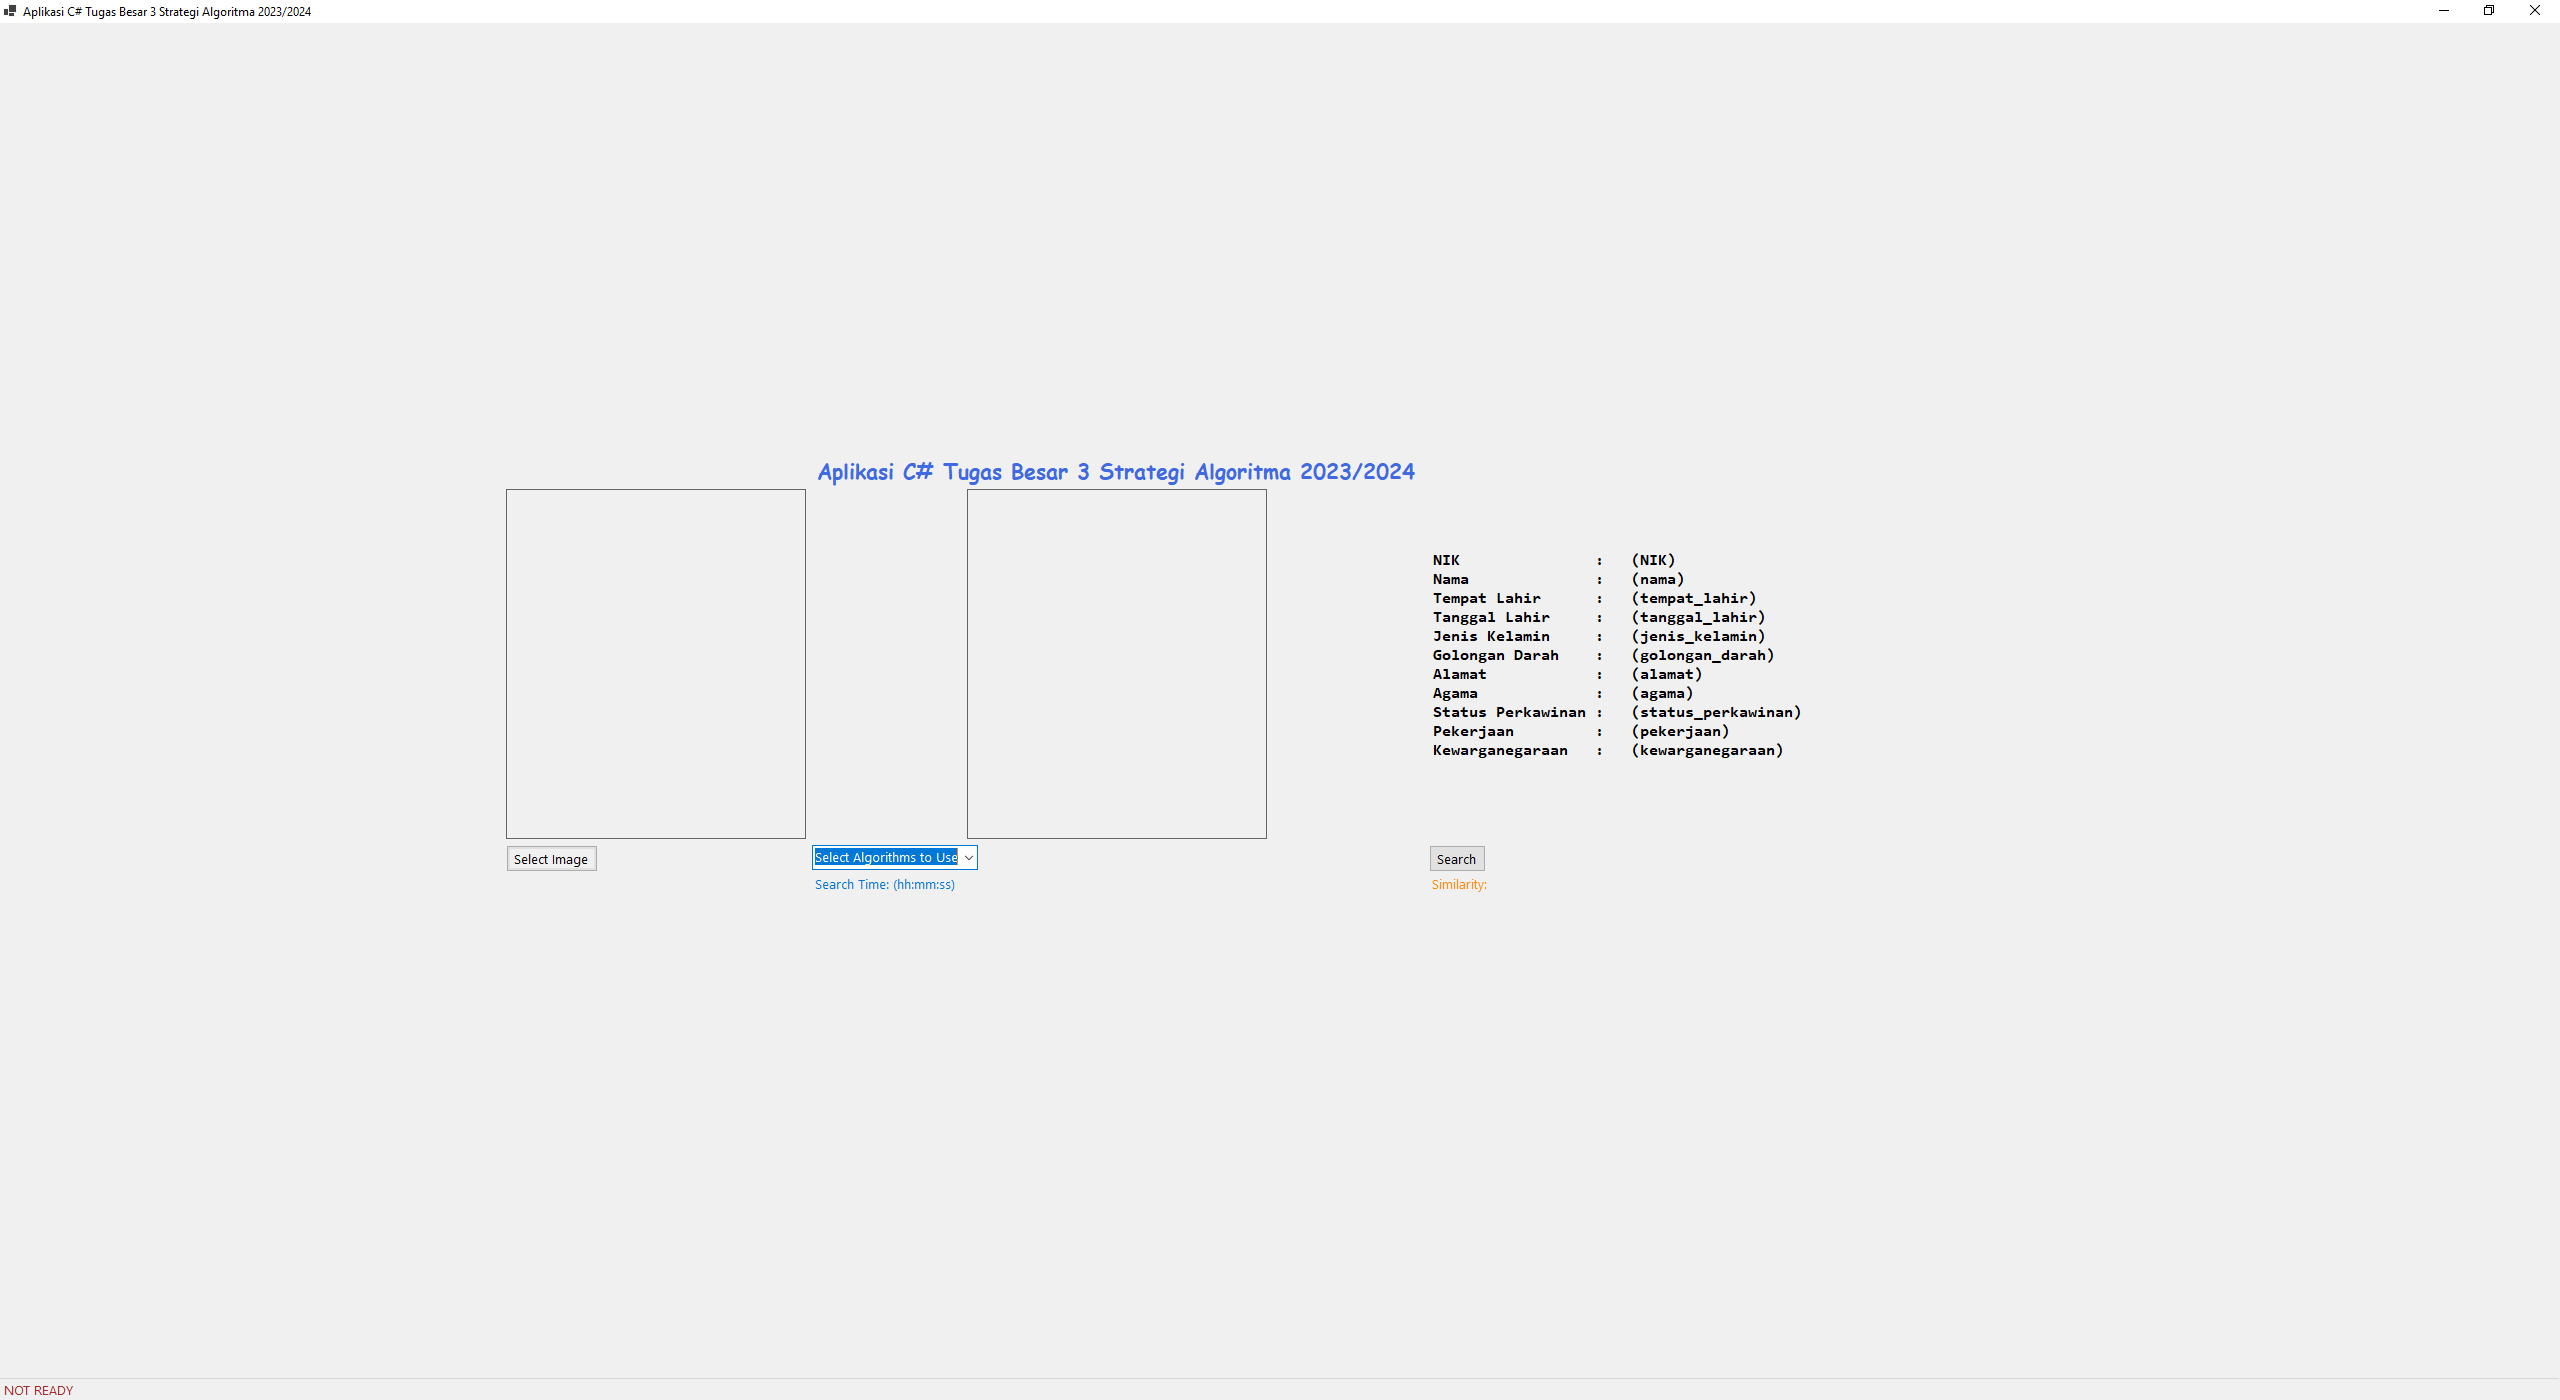 Aplikasi C# Tugas Besar 3 Strategi Algoritma 2023/2024
Aplikasi C# Tugas Besar 3 Strategi Algoritma 2023/2024
NIK : (NIK)
Nama : (nama)
Tempat Lahir : (tempat_lahir)
Tanggal Lahir : (tanggal_lahir)
Jenis Kelamin : (jenis_kelamin)
Golongan Darah : (golongan_darah)
Alamat : (alamat)
Agama : (agama)
Status Perkawinan : (status_perkawinan)
Pekerjaan : (pekerjaan)
Kewarganegaraan : (kewarganegaraan)
Select Image
Select Algorithms to Use
Search
Search Time: (hh:mm:ss)
Similarity:
NOT READY